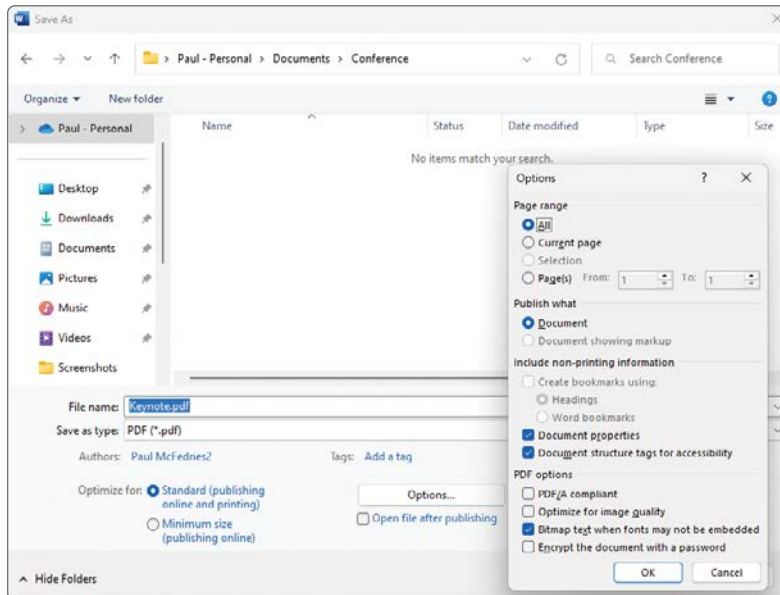 Save As
Paul - Personal > Documents > Conference
Search Conference
Organize
New folder
Paul - Personal
Name
Status
Date modified
Type
Size
No items match your search.
Desktop
Downloads
Documents
Pictures
Music
Videos
Screenshots
File name: Keynote.pdf
Save as type: PDF (*.pdf)
Authors: Paul McFedries2
Tags: Add a tag
Optimize for: Standard (publishing
online and printing)
Minimum size
(publishing online)
Options...
Open file after publishing
Hide Folders
Options
?
Page range
All
Current page
Selection
Page(s) From: 1 To: 1
Publish what
Document
Document showing markup
Include non-printing information
Create bookmarks using:
Headings
Word bookmarks
Document properties
Document structure tags for accessibility
PDF options
PDF/A compliant
Optimize for image quality
Bitmap text when fonts may not be embedded
Encrypt the document with a password
OK Cancel